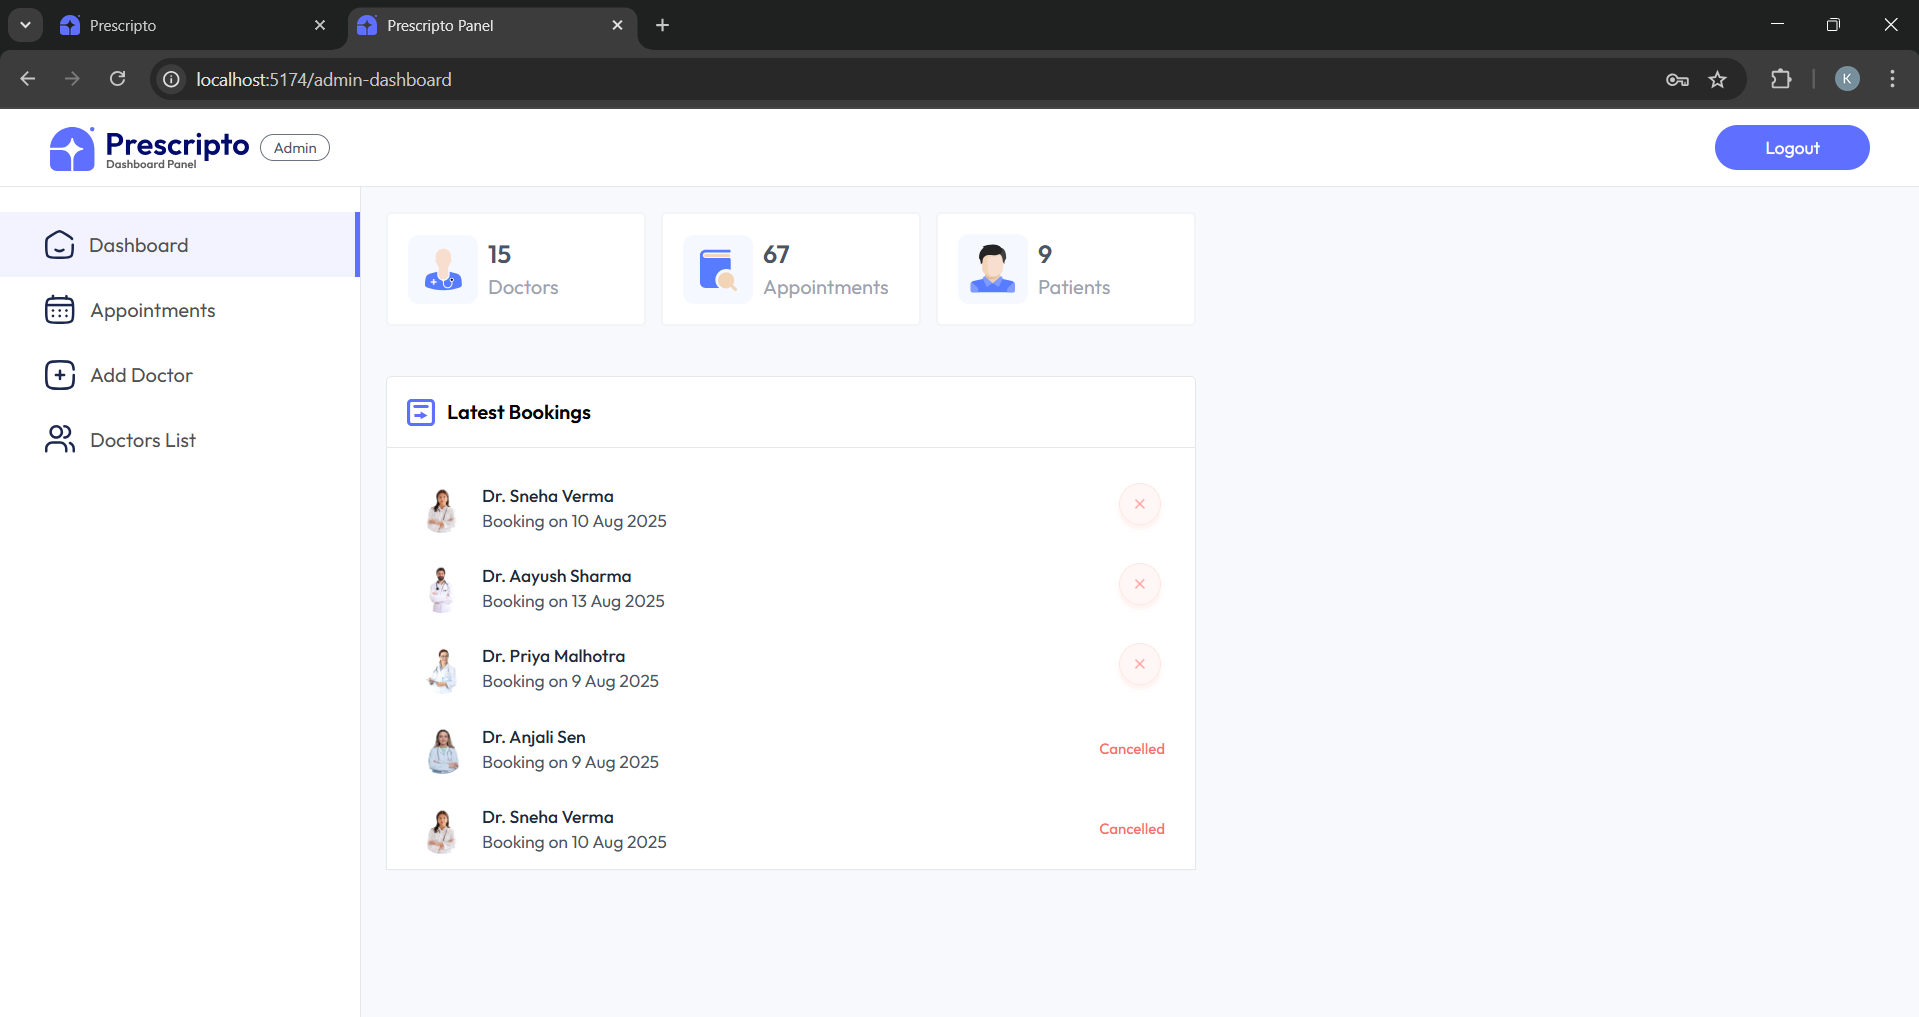 Prescripto
Prescripto Panel
localhost:5174/admin-dashboard
K
Prescripto
Dashboard Panel
Admin
Logout
Dashboard
Appointments
Add Doctor
Doctors List
15
Doctors
67
Appointments
9
Patients
Latest Bookings
Dr. Sneha Verma
Booking on 10 Aug 2025
Dr. Aayush Sharma
Booking on 13 Aug 2025
Dr. Priya Malhotra
Booking on 9 Aug 2025
Dr. Anjali Sen
Booking on 9 Aug 2025
Cancelled
Dr. Sneha Verma
Booking on 10 Aug 2025
Cancelled